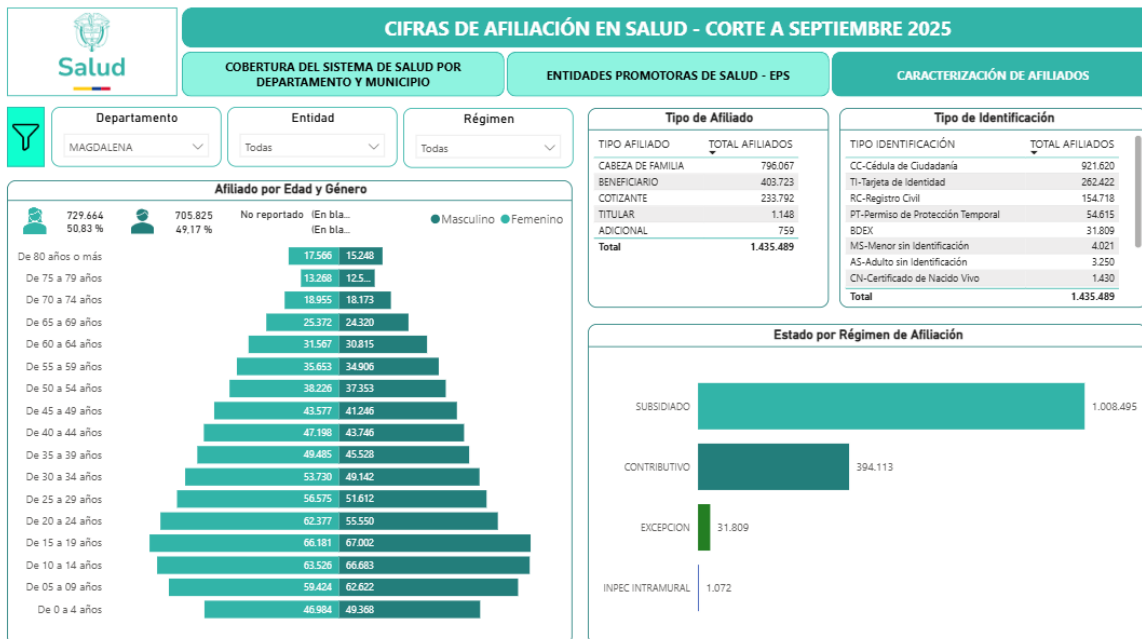 Salud
CIFRAS DE AFILIACIÓN EN SALUD - CORTE A SEPTIEMBRE 2025
COBERTURA DEL SISTEMA DE SALUD POR
DEPARTAMENTO Y MUNICIPIO
ENTIDADES PROMOTORAS DE SALUD - EPS
CARACTERIZACIÓN DE AFILIADOS
Departamento
MAGDALENA
Entidad
Todas
Régimen
Todas
Afiliado por Edad y Género
729.664
50,83 %
705.825
49,17 %
No reportado (En bla...
(En bla...
Masculino Femenino
De 80 años o más 17.566 15.248
De 75 a 79 años 13.268 12.5...
De 70 a 74 años 18.955 18.173
De 65 a 69 años 25.372 24.320
De 60 a 64 años 31.567 30.815
De 55 a 59 años 35.653 34.906
De 50 a 54 años 38.226 37.353
De 45 a 49 años 43.577 41.246
De 40 a 44 años 47.198 43.746
De 35 a 39 años 49.485 45.528
De 30 a 34 años 53.730 49.142
De 25 a 29 años 56.575 51.612
De 20 a 24 años 62.377 55.550
De 15 a 19 años 66.181 67.002
De 10 a 14 años 63.526 66.683
De 05 a 09 años 59.424 62.622
De 0 a 4 años 46.984 49.368
Tipo de Afiliado
TIPO AFILIADO TOTAL AFILIADOS
CABEZA DE FAMILIA 796.067
BENEFICIARIO 403.723
COTIZANTE 233.792
TITULAR 1.148
ADICIONAL 759
Total 1.435.489
Tipo de Identificación
TIPO IDENTIFICACIÓN TOTAL AFILIADOS
CC-Cédula de Ciudadanía 921.620
TI-Tarjeta de Identidad 262.422
RC-Registro Civil 154.718
PT-Permiso de Protección Temporal 54.615
BDEX 31.809
MS-Menor sin Identificación 4.021
AS-Adulto sin Identificación 3.250
CN-Certificado de Nacido Vivo 1.430
Total 1.435.489
Estado por Régimen de Afiliación
SUBSIDIADO 1.008.495
CONTRIBUTIVO 394.113
EXCEPCION 31.809
INPEC INTRAMURAL 1.072